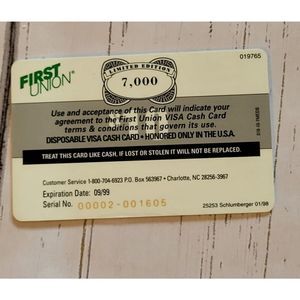 019765
FIRST
UNION
LIMITED EDITION
7,000
Use and acceptance of this Card will indicate your
agreement to the First Union VISA Cash Card
terms & conditions that govern its use.
DISPOSABLE VISA CASH CARD • HONORED ONLY IN THE U.S.A.
TREAT THIS CARD LIKE CASH. IF LOST OR STOLEN IT WILL NOT BE REPLACED.
Customer Service 1-800-704-6923 P.O. Box 563967 • Charlotte, NC 28256-3967
Expiration Date: 09/99
Serial No. 00002-001605
25253 Schlumberger 01/98